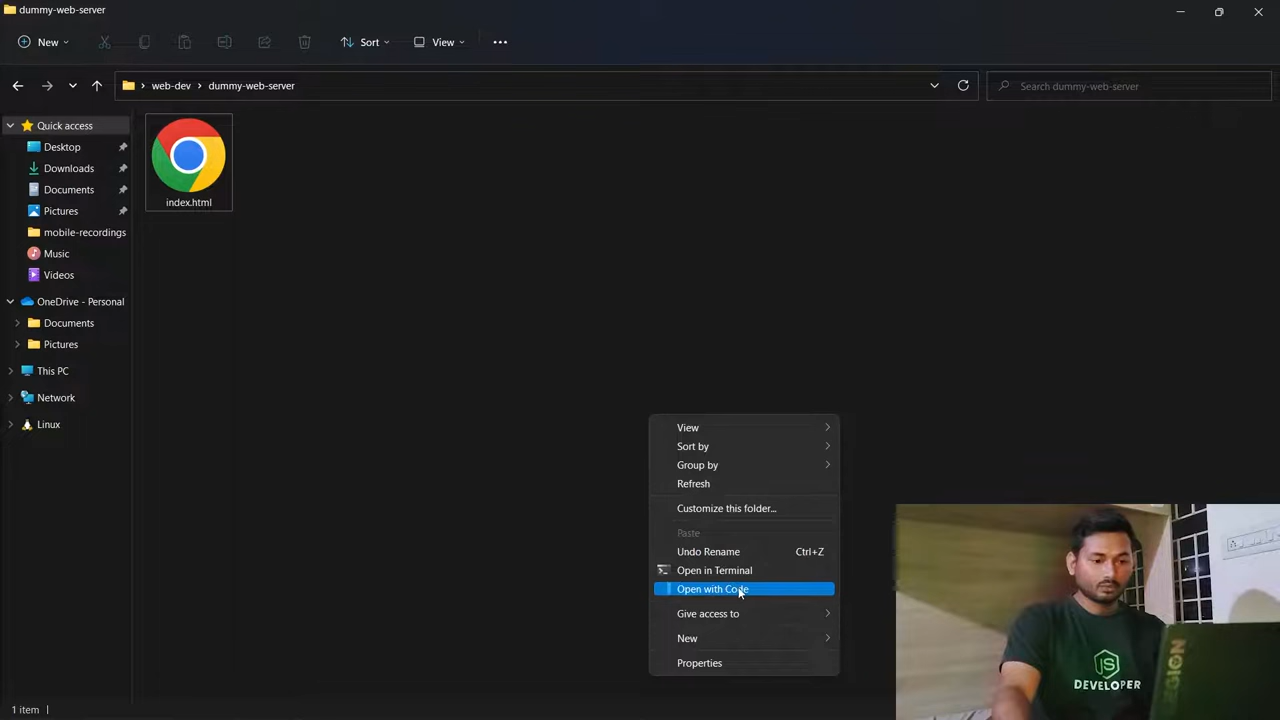 dummy-web-server
New
Sort
View
web-dev
dummy-web-server
Search dummy-web-server
Quick access
Desktop
Downloads
Documents
Pictures
mobile-recordings
Music
Videos
OneDrive - Personal
Documents
Pictures
This PC
Network
Linux
index.html
View
Sort by
Group by
Refresh
Customize this folder...
Paste
Undo Rename Ctrl+Z
Open in Terminal
Open with Code
Give access to
New
Properties
JS
DEVELOPER
LEGION
1 item